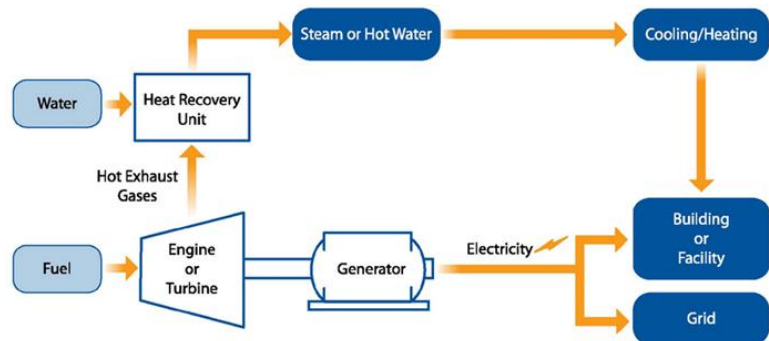 Steam or Hot Water
Cooling/Heating
Water
Heat Recovery
Unit
Hot Exhaust
Gases
Building
or
Facility
Fuel
Engine
or
Turbine
Generator
Electricity
Grid